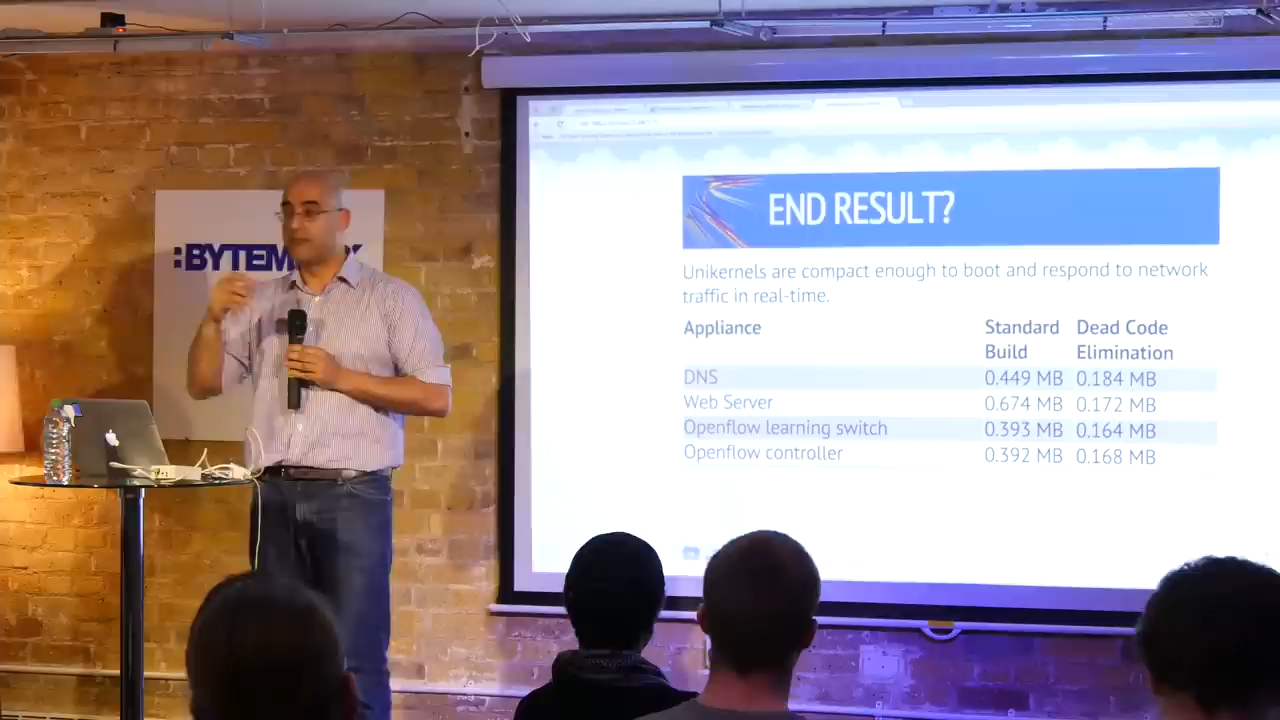 :BYTEM
END RESULT?
Unikernels are compact enough to boot and respond to network
traffic in real-time.
Appliance Standard Build Dead Code Elimination
DNS 0.449 MB 0.184 MB
Web Server 0.674 MB 0.172 MB
Openflow learning switch 0.393 MB 0.164 MB
Openflow controller 0.392 MB 0.168 MB